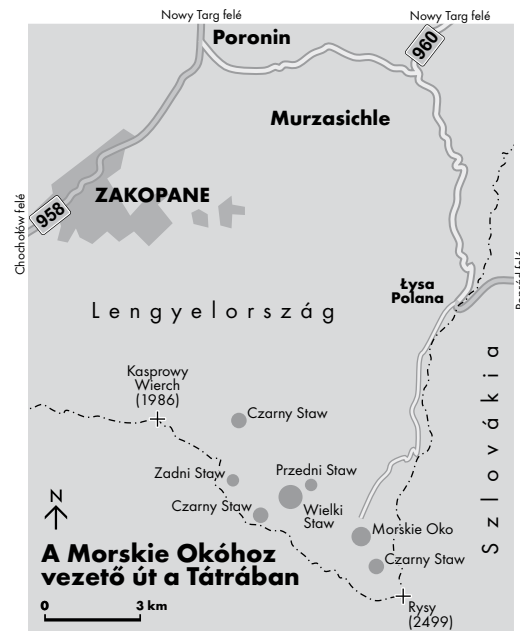 Nowy Targ felé
Nowy Targ felé
960
Poronin
Murzasichle
ZAKOPANE
958
Chochołów felé
Łysa
Polana
Lengyelország
Szlovákia
Kasprowy
Wierch
(1986)
Czarny Staw
Zadni Staw
Przedni Staw
Czarny Staw
Wielki
Staw
Morskie Oko
Czarny Staw
N
A Morskie Okóhoz
vezető út a Tátrában
0 3 km
Rysy
(2499)